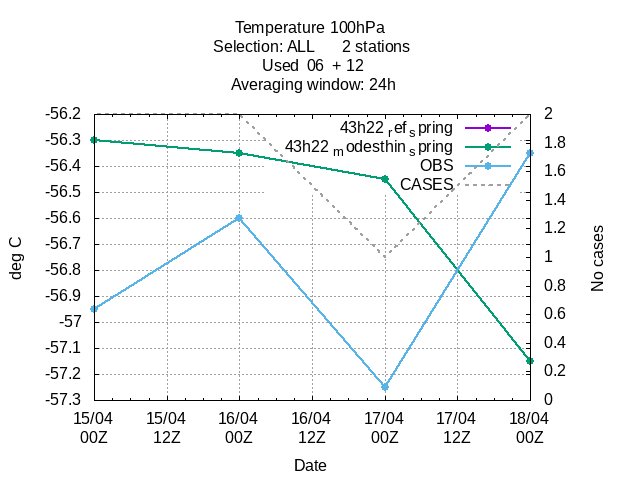 Temperature 100hPa
Selection: ALL      2 stations
Used  06  + 12
Averaging window: 24h
43h22_ref_spring
43h22_modesthin_spring
OBS
CASES
deg C
-56.2
-56.3
-56.4
-56.5
-56.6
-56.7
-56.8
-56.9
-57
-57.1
-57.2
-57.3
2
1.8
1.6
1.4
1.2
1
0.8
0.6
0.4
0.2
0
No cases
15/04 15/04 16/04 16/04 17/04 17/04 18/04
00Z 12Z 00Z 12Z 00Z 12Z 00Z
Date